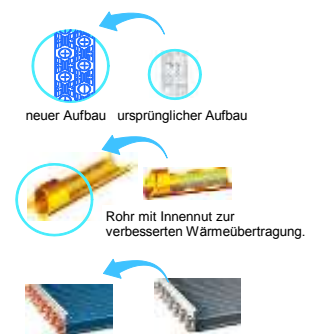 neuer Aufbau ursprünglicher Aufbau
Rohr mit Innennut zur
verbesserten Wärmeübertragung.